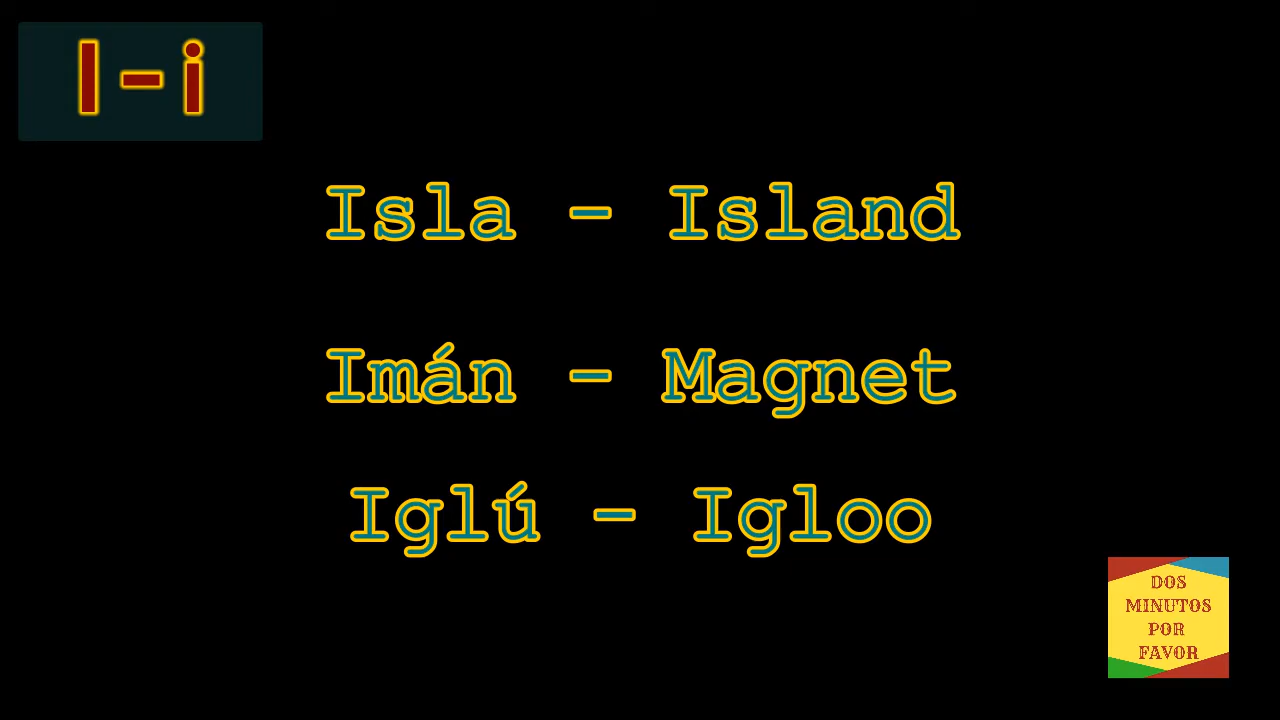 I - i
Isla - Island
Imán - Magnet
Iglú - Igloo
DOS
MINUTOS
POR
FAVOR